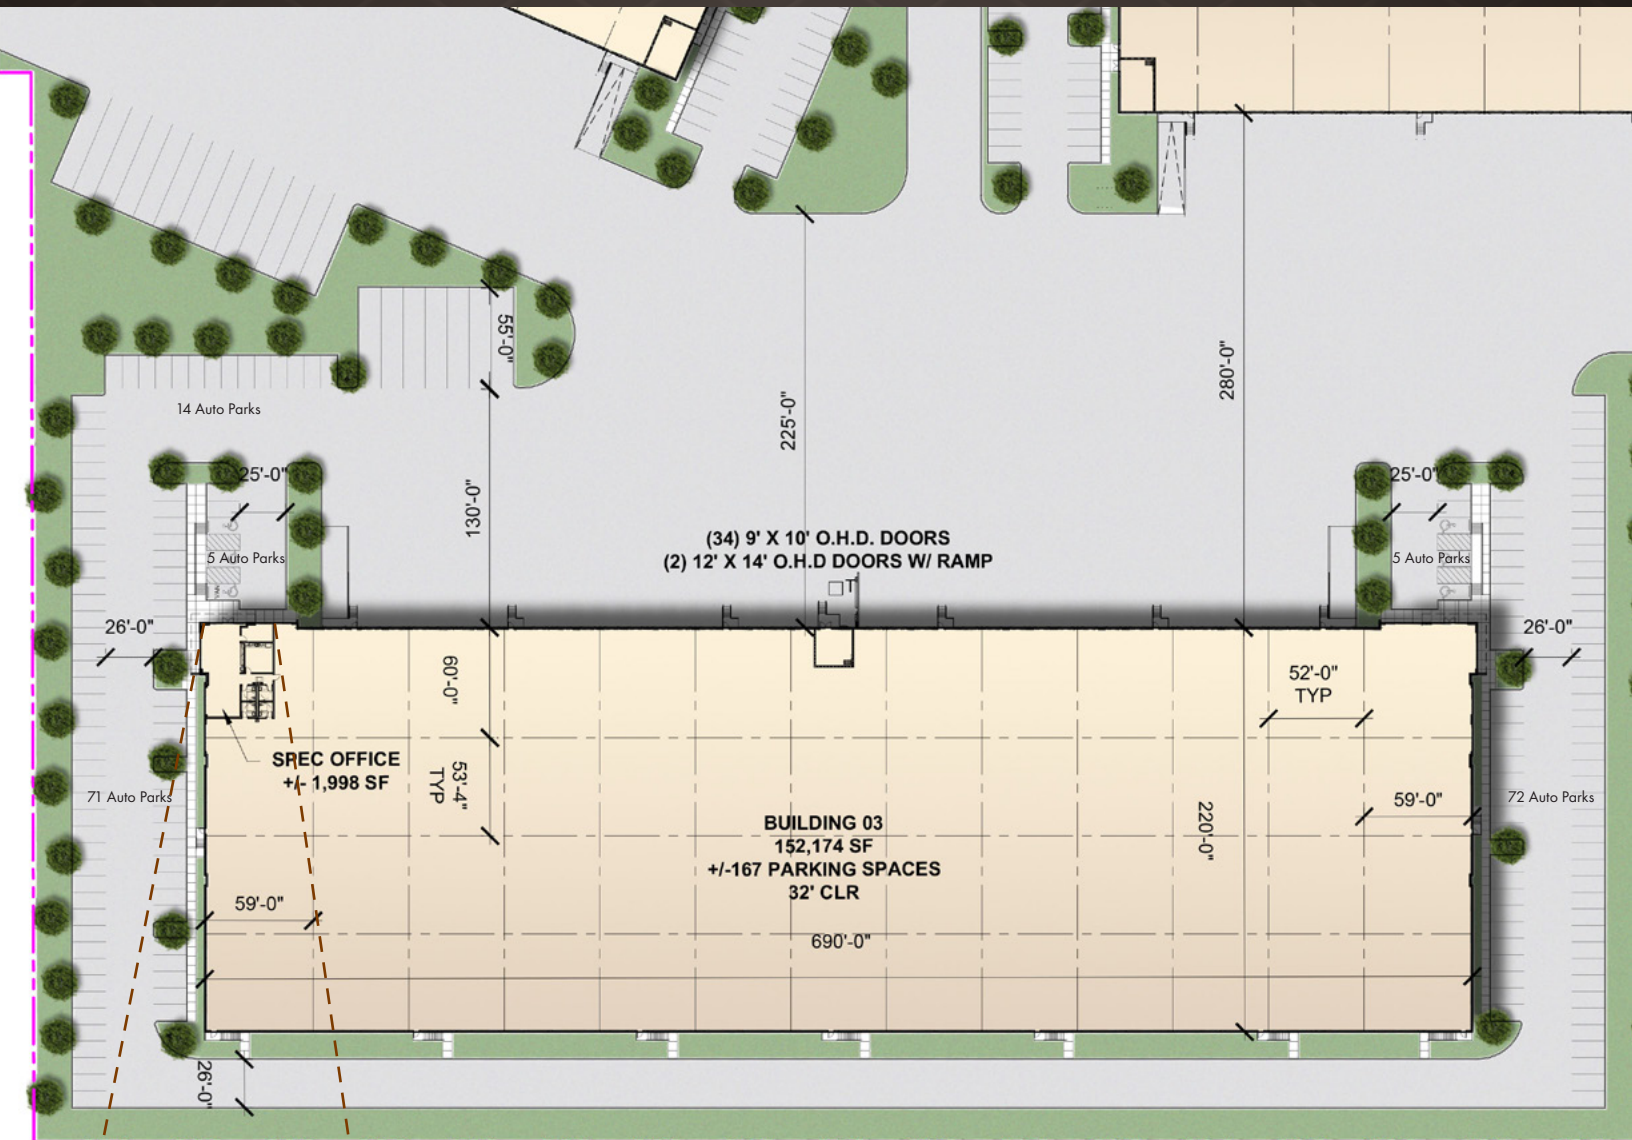 55'-0"
14 Auto Parks
280'-0"
225'-0"
25'-0"
25'-0"
130'-0"
(34) 9' X 10' O.H.D. DOORS
(2) 12' X 14' O.H.D DOORS W/ RAMP
5 Auto Parks
5 Auto Parks
T
26'-0"
26'-0"
60'-0"
52'-0"
TYP
SPEC OFFICE
+/- 1,998 SF
53'-4"
TYP
71 Auto Parks
72 Auto Parks
59'-0"
BUILDING 03
152,174 SF
+/-167 PARKING SPACES
32' CLR
220'-0"
59'-0"
690'-0"
26'-0"